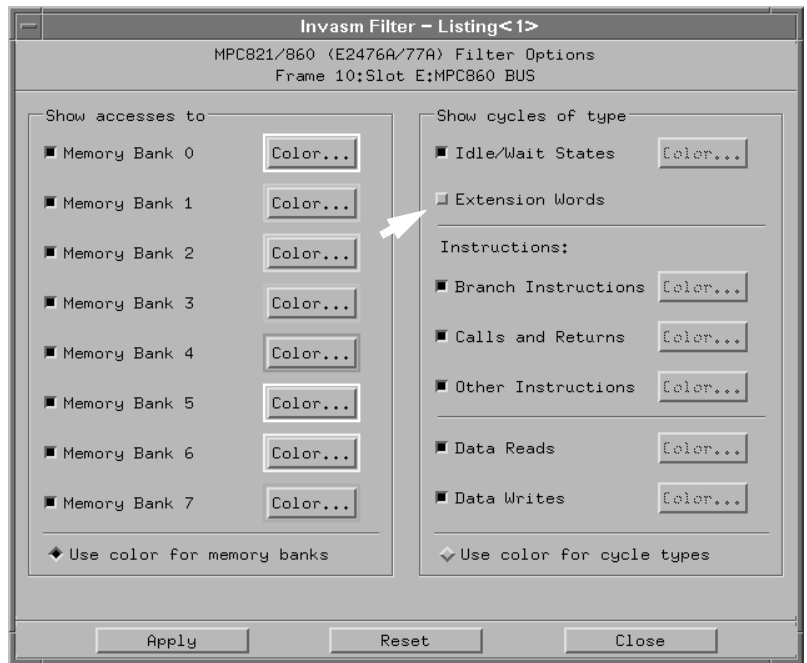 Invasm Filter – Listing<1>
MPC821/860 (E2476A/77A) Filter Options
Frame 10:Slot E:MPC860 BUS
Show accesses to
Memory Bank 0 Color...
Memory Bank 1 Color...
Memory Bank 2 Color...
Memory Bank 3 Color...
Memory Bank 4 Color...
Memory Bank 5 Color...
Memory Bank 6 Color...
Memory Bank 7 Color...
Use color for memory banks
Show cycles of type
Idle/Wait States Color...
Extension Words
Instructions:
Branch Instructions Color...
Calls and Returns Color...
Other Instructions Color...
Data Reads Color...
Data Writes Color...
Use color for cycle types
Apply Reset Close